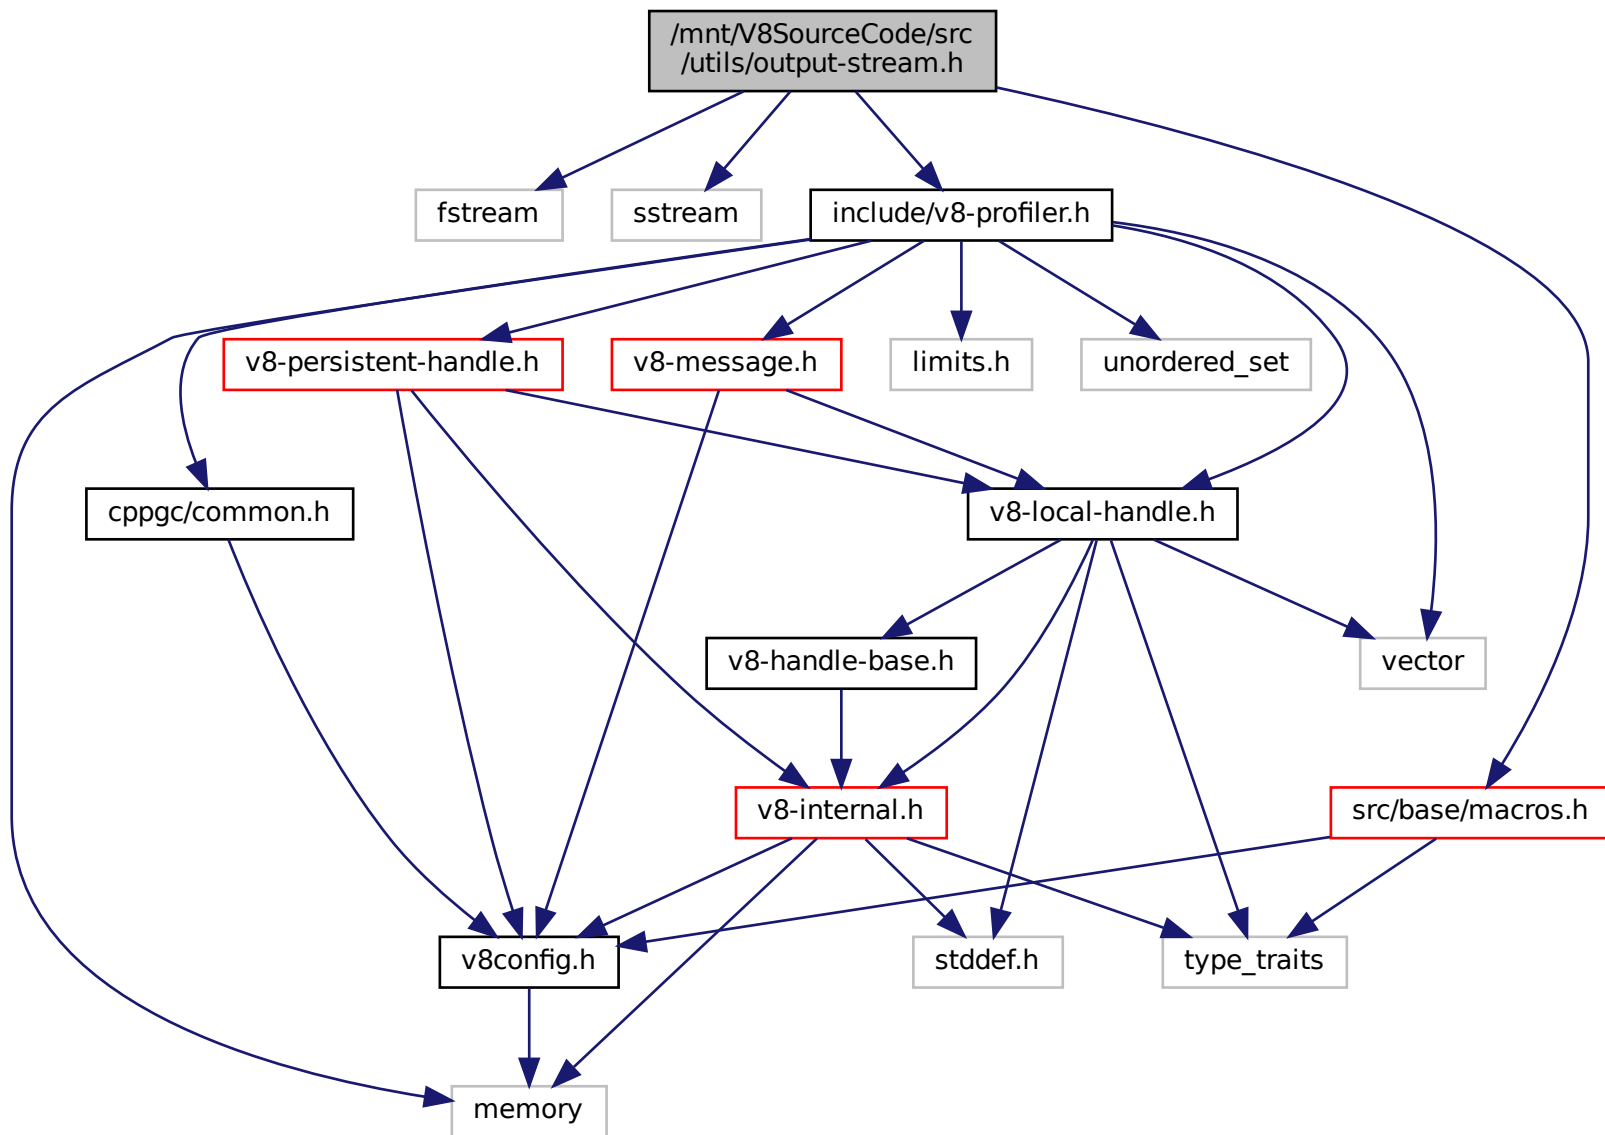 /mnt/V8SourceCode/src
/utils/output-stream.h
fstream
sstream
include/v8-profiler.h
v8-persistent-handle.h
v8-message.h
limits.h
unordered_set
cppgc/common.h
v8-local-handle.h
v8-handle-base.h
vector
v8-internal.h
src/base/macros.h
v8config.h
stddef.h
type_traits
memory